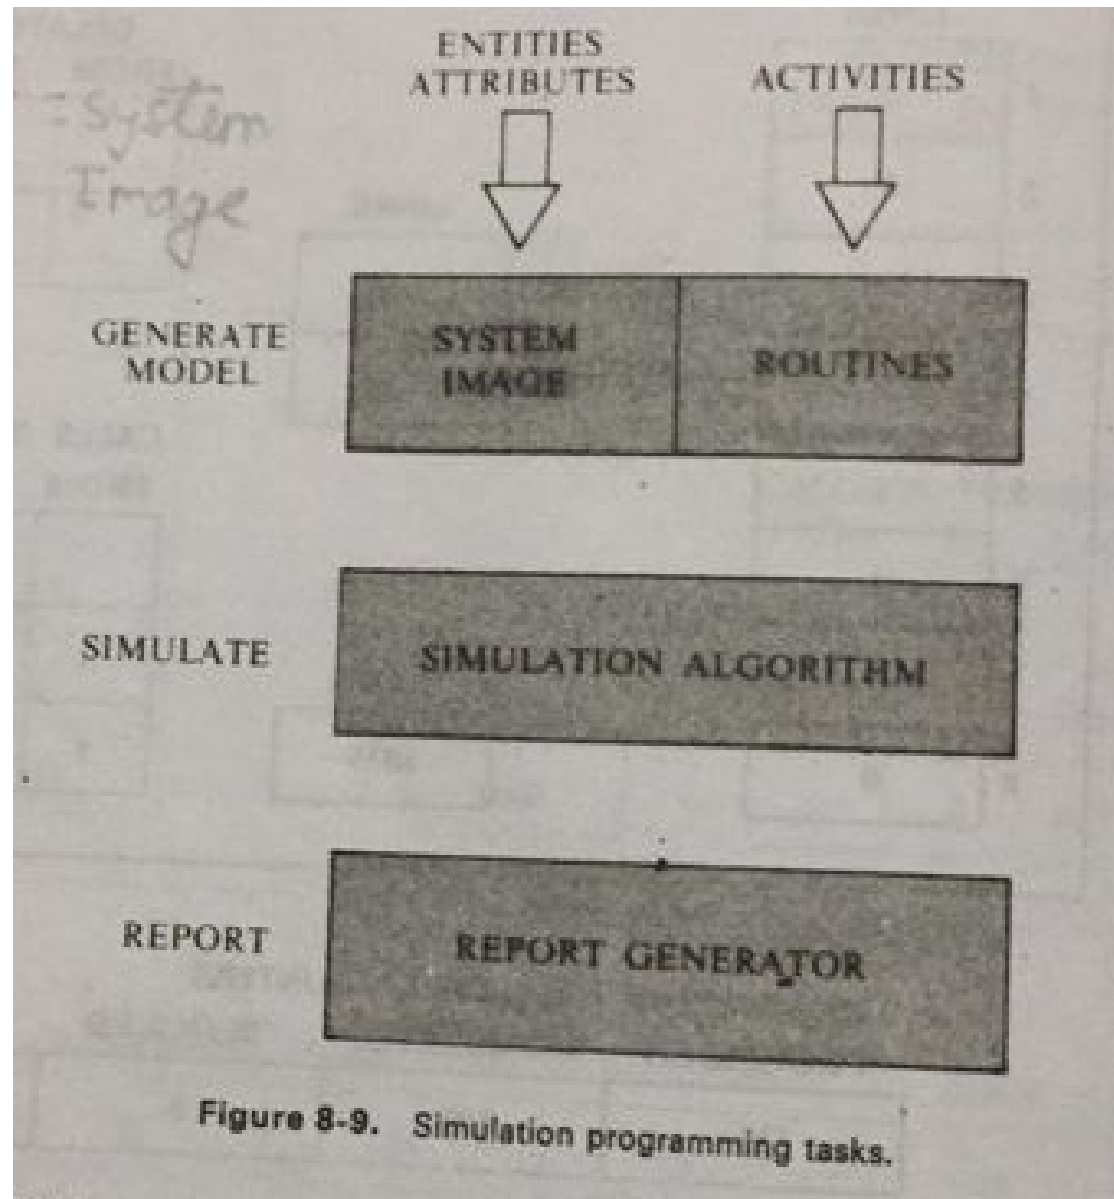 = System
Image
ENTITIES
ATTRIBUTES
ACTIVITIES
GENERATE
MODEL
SYSTEM
IMAGE
ROUTINES
SIMULATE
SIMULATION ALGORITHM
REPORT
REPORT GENERATOR
Figure 8-9. Simulation programming tasks.